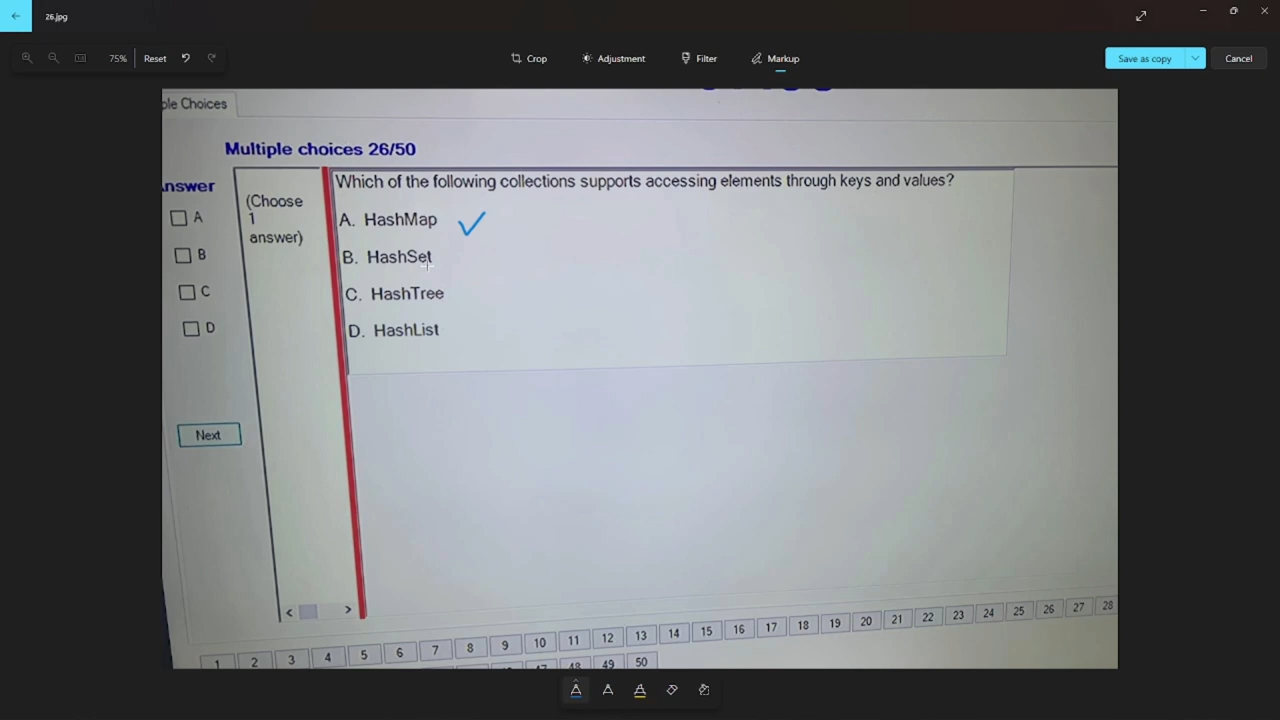 26.jpg
75%
Reset
Crop
Adjustment
Filter
Markup
Save as copy
Cancel
ple Choices
Multiple choices 26/50
nswer
A
B
C
D
(Choose
1
answer)
Which of the following collections supports accessing elements through keys and values?
A. HashMap
B. HashSet
C. HashTree
D. HashList
Next
< >
1 2 3 4 5 6 7 8 9 10 11 12 13 14 15 16 17 18 19 20 21 22 23 24 25 26 27 28
47 48 49 50